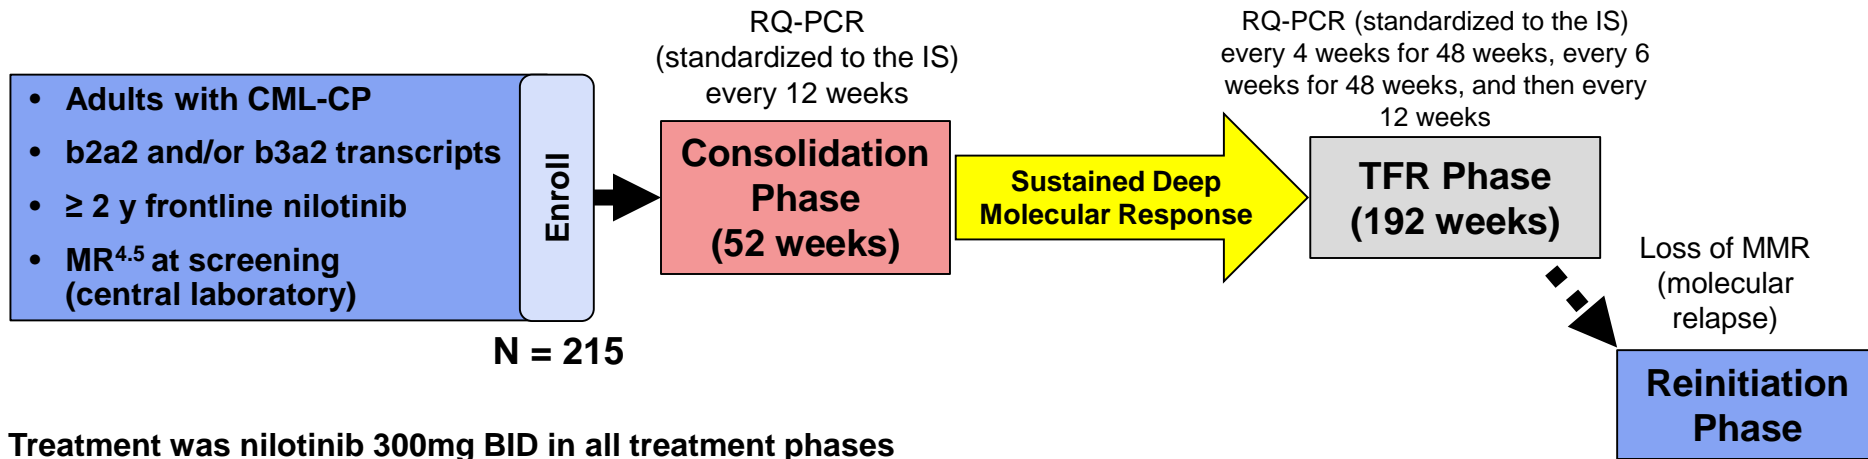 • Adults with CML-CP
• b2a2 and/or b3a2 transcripts
• ≥ 2 y frontline nilotinib
• MR4.5 at screening
(central laboratory)
Enroll
N = 215
RQ-PCR
(standardized to the IS)
every 12 weeks
Consolidation
Phase
(52 weeks)
Sustained Deep
Molecular Response
RQ-PCR (standardized to the IS)
every 4 weeks for 48 weeks, every 6
weeks for 48 weeks, and then every
12 weeks
TFR Phase
(192 weeks)
Loss of MMR
(molecular
relapse)
Reinitiation
Phase
Treatment was nilotinib 300mg BID in all treatment phases